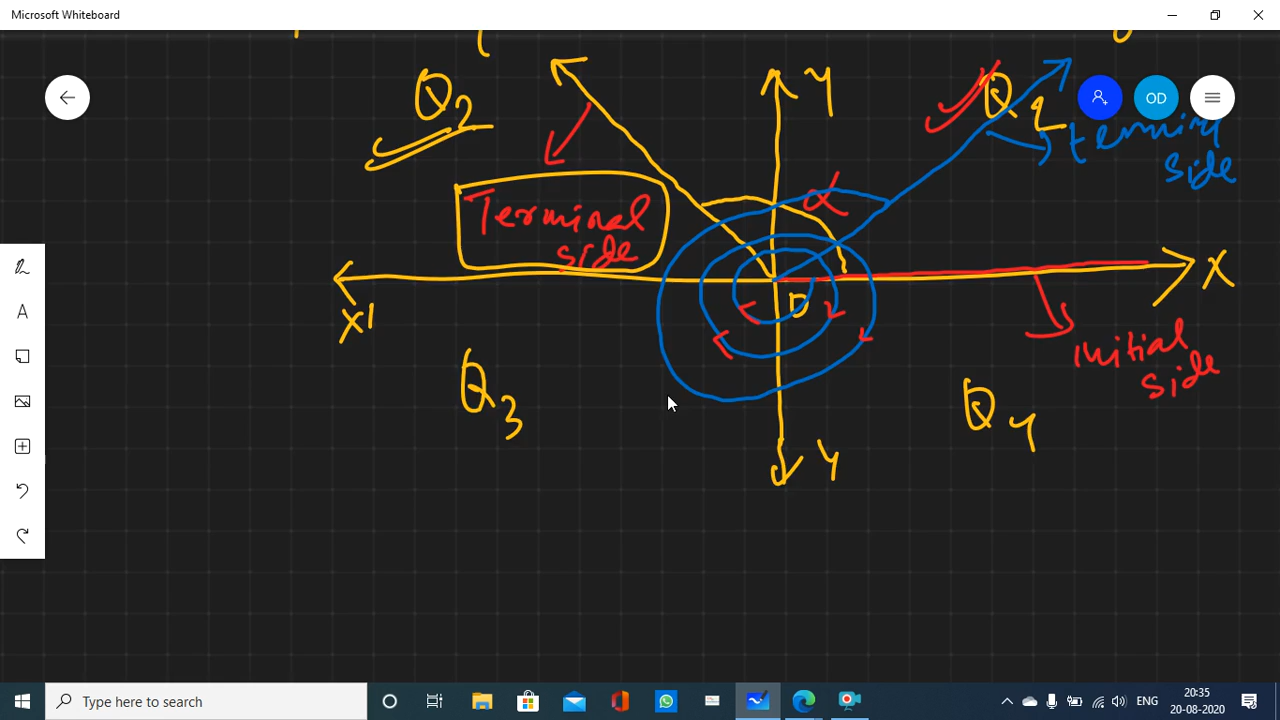 Microsoft Whiteboard
Q2
Y
Q1
OD
terminal
side
α
Terminal
side
X
X1
O
Initial
side
Q3
Q4
Y
Type here to search
ENG
20:35
20-08-2020